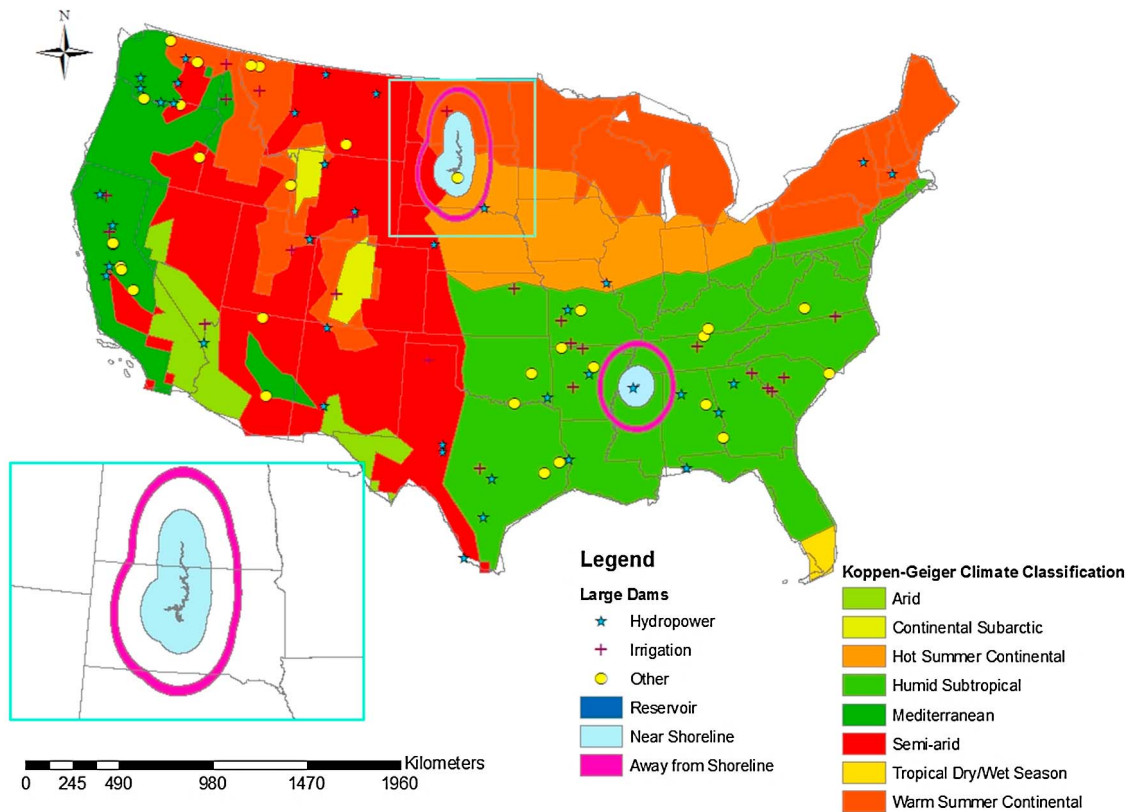 N
Legend
Large Dams
Hydropower
Irrigation
Other
Reservoir
Near Shoreline
Away from Shoreline
Koppen-Geiger Climate Classification
Arid
Continental Subarctic
Hot Summer Continental
Humid Subtropical
Mediterranean
Semi-arid
Tropical Dry/Wet Season
Warm Summer Continental
Kilometers
0 245 490 980 1470 1960